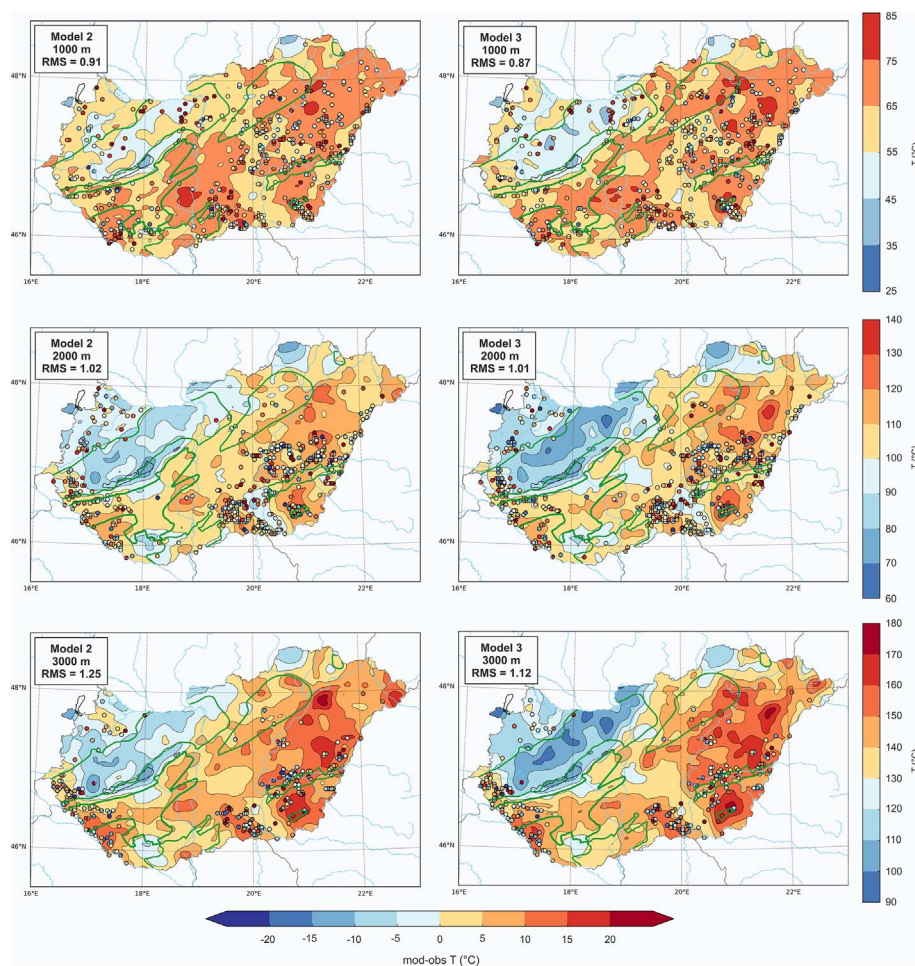 Model 2
1000 m
RMS = 0.91
48°N
46°N
16°E
18°E
20°E
22°E
Model 3
1000 m
RMS = 0.87
48°N
46°N
16°E
18°E
20°E
22°E
85
75
65
55
45
35
25
T (°C)
Model 2
2000 m
RMS = 1.02
48°N
46°N
16°E
18°E
20°E
22°E
Model 3
2000 m
RMS = 1.01
48°N
46°N
16°E
18°E
20°E
22°E
140
130
120
110
100
90
80
70
60
T (°C)
Model 2
3000 m
RMS = 1.25
48°N
46°N
16°E
18°E
20°E
22°E
Model 3
3000 m
RMS = 1.12
48°N
46°N
16°E
18°E
20°E
22°E
180
170
160
150
140
130
120
110
100
90
T (°C)
-20 -15 -10 -5 0 5 10 15 20
mod-obs T (°C)